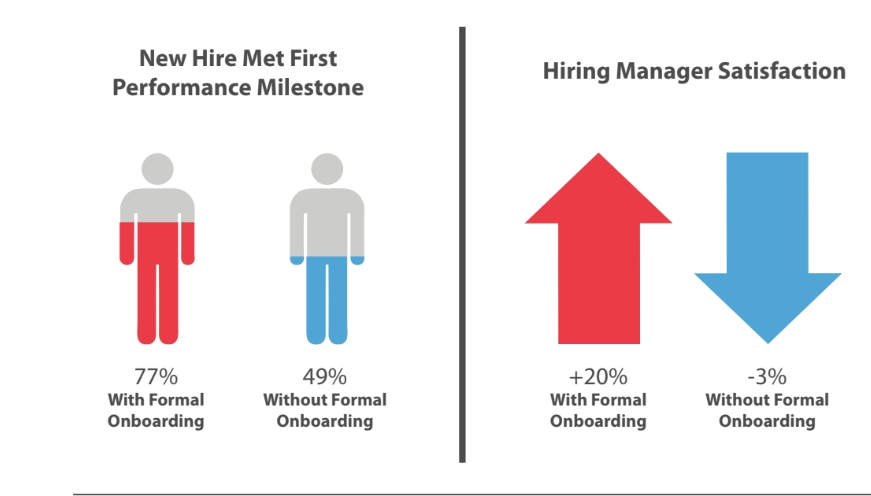 New Hire Met First
Performance Milestone
77%
With Formal
Onboarding
49%
Without Formal
Onboarding
Hiring Manager Satisfaction
+20%
With Formal
Onboarding
-3%
Without Formal
Onboarding